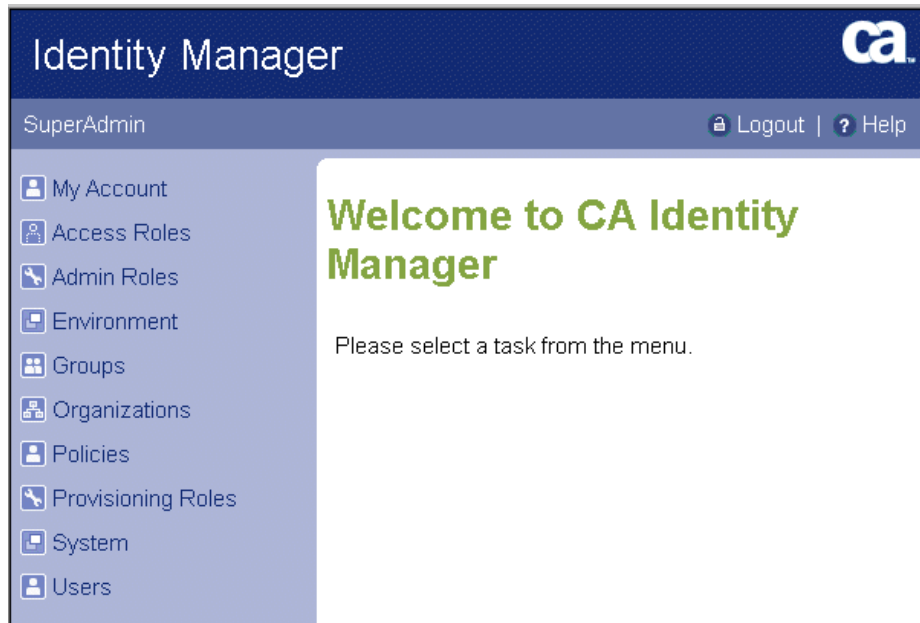 Identity Manager
ca
SuperAdmin
Logout | Help
My Account
Access Roles
Admin Roles
Environment
Groups
Organizations
Policies
Provisioning Roles
System
Users
Welcome to CA Identity
Manager
Please select a task from the menu.